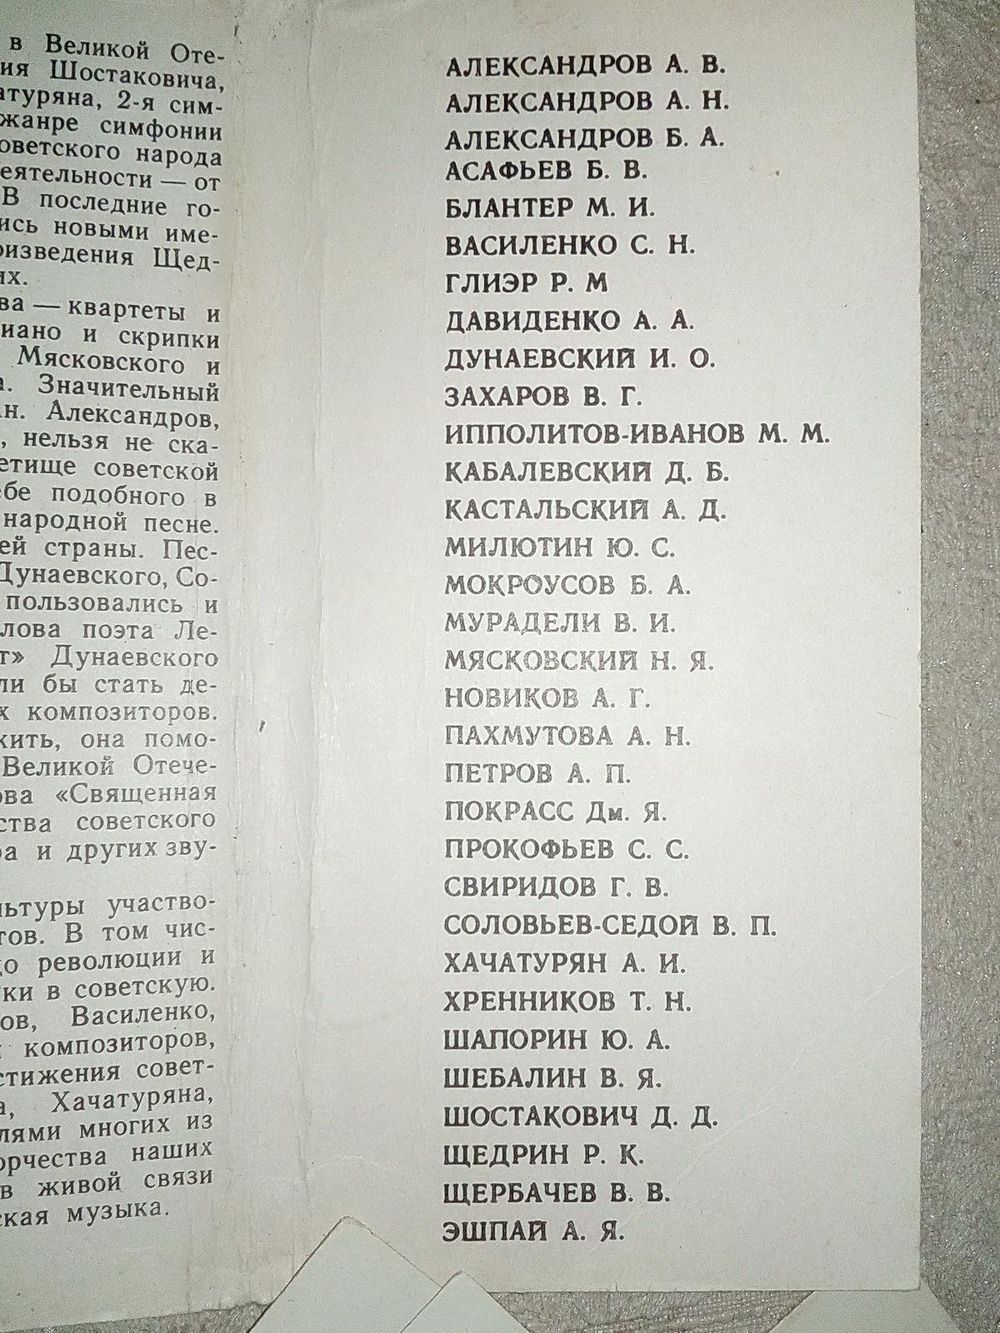 в Великой Оте-
ия Шостаковича,
атуряна, 2-я сим-
жанре симфонии
оветского народа
еятельности — от
В последние го-
ись новыми име-
оизведения Щед-
их.
ва — квартеты и
иано и скрипки
Мясковского и
а. Значительный
ан. Александров,
, нельзя не ска-
етище советской
ебе подобного в
народной песне.
ей страны. Пес-
Дунаевского, Со-
пользовались и
лова поэта Ле-
т» Дунаевского
ли бы стать де-
х композиторов.
жить, она помо-
Великой Отече-
ова «Священная
ства советского
ра и других зву-
льтуры участво-
тов. В том чис-
до революции и
ки в советскую.
ов, Василенко,
композиторов,
стижения совет-
а, Хачатуряна,
лями многих из
орчества наших
в живой связи
ская музыка.
АЛЕКСАНДРОВ А. В.
АЛЕКСАНДРОВ А. Н.
АЛЕКСАНДРОВ Б. А.
АСАФЬЕВ Б. В.
БЛАНТЕР М. И.
ВАСИЛЕНКО С. Н.
ГЛИЭР Р. М
ДАВИДЕНКО А. А.
ДУНАЕВСКИЙ И. О.
ЗАХАРОВ В. Г.
ИППОЛИТОВ-ИВАНОВ М. М.
КАБАЛЕВСКИЙ Д. Б.
КАСТАЛЬСКИЙ А. Д.
МИЛЮТИН Ю. С.
МОКРОУСОВ Б. А.
МУРАДЕЛИ В. И.
МЯСКОВСКИЙ Н. Я.
НОВИКОВ А. Г.
ПАХМУТОВА А. Н.
ПЕТРОВ А. П.
ПОКРАСС Дм. Я.
ПРОКОФЬЕВ С. С.
СВИРИДОВ Г. В.
СОЛОВЬЕВ-СЕДОЙ В. П.
ХАЧАТУРЯН А. И.
ХРЕННИКОВ Т. Н.
ШАПОРИН Ю. А.
ШЕБАЛИН В. Я.
ШОСТАКОВИЧ Д. Д.
ЩЕДРИН Р. К.
ЩЕРБАЧЕВ В. В.
ЭШПАЙ А. Я.